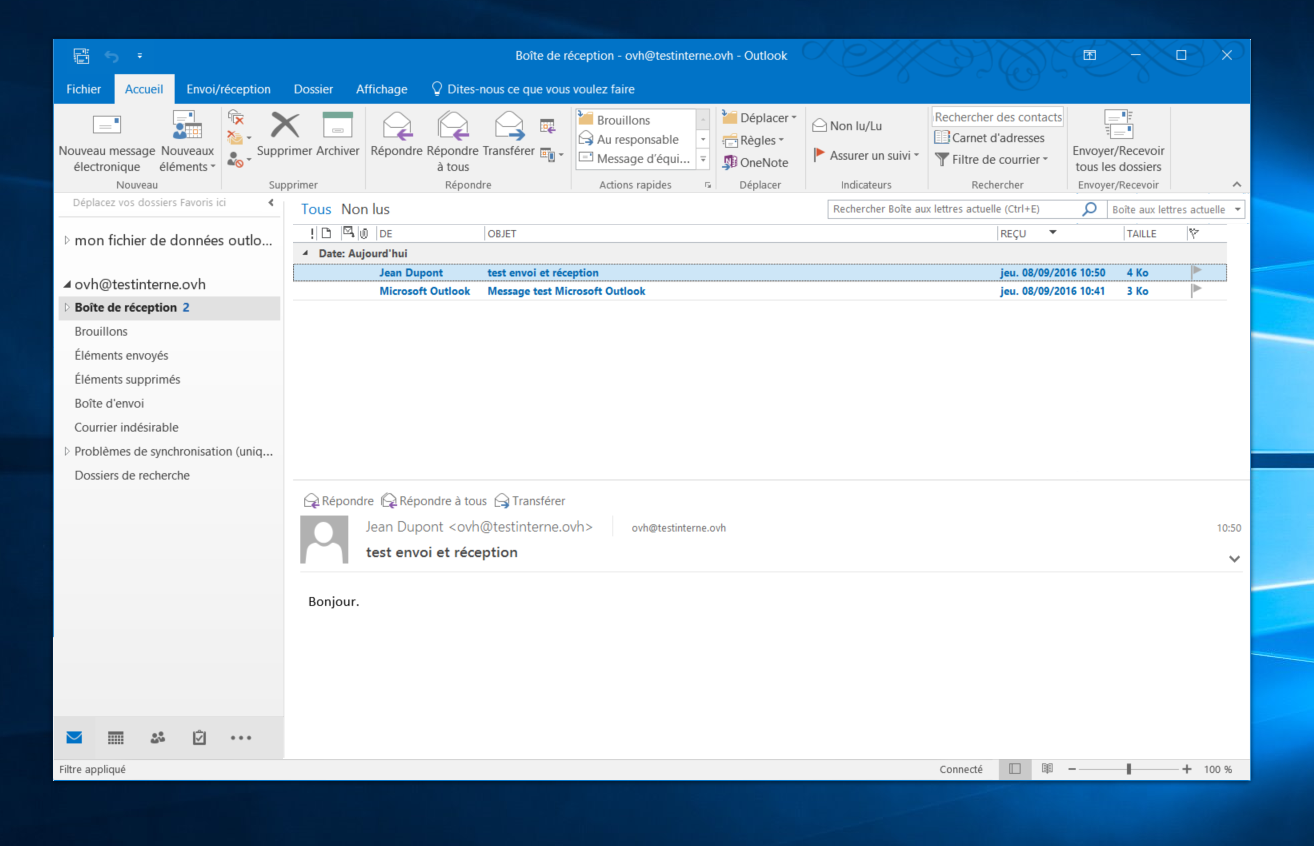 Boîte de réception - ovh@testinterne.ovh - Outlook
Fichier Accueil Envoi/réception Dossier Affichage Dites-nous ce que vous voulez faire
Nouveau message électronique
Nouveaux éléments
Nouveau
Supprimer Archiver
Supprimer
Répondre Répondre à tous Transférer
Répondre
Brouillons
Au responsable
Message d'équi...
Actions rapides
Déplacer
Règles
OneNote
Déplacer
Non lu/Lu
Assurer un suivi
Indicateurs
Rechercher des contacts
Carnet d'adresses
Filtre de courrier
Rechercher
Envoyer/Recevoir
tous les dossiers
Envoyer/Recevoir
Déplacez vos dossiers Favoris ici
mon fichier de données outlo...
ovh@testinterne.ovh
Boîte de réception 2
Brouillons
Éléments envoyés
Éléments supprimés
Boîte d'envoi
Courrier indésirable
Problèmes de synchronisation (uniq...
Dossiers de recherche
Tous Non lus
Rechercher Boîte aux lettres actuelle (Ctrl+E)
Boîte aux lettres actuelle
! DE OBJET REÇU TAILLE
Date: Aujourd'hui
Jean Dupont test envoi et réception jeu. 08/09/2016 10:50 4 Ko
Microsoft Outlook Message test Microsoft Outlook jeu. 08/09/2016 10:41 3 Ko
Répondre Répondre à tous Transférer
Jean Dupont <ovh@testinterne.ovh> ovh@testinterne.ovh 10:50
test envoi et réception
Bonjour.
Filtre appliqué
Connecté
100 %